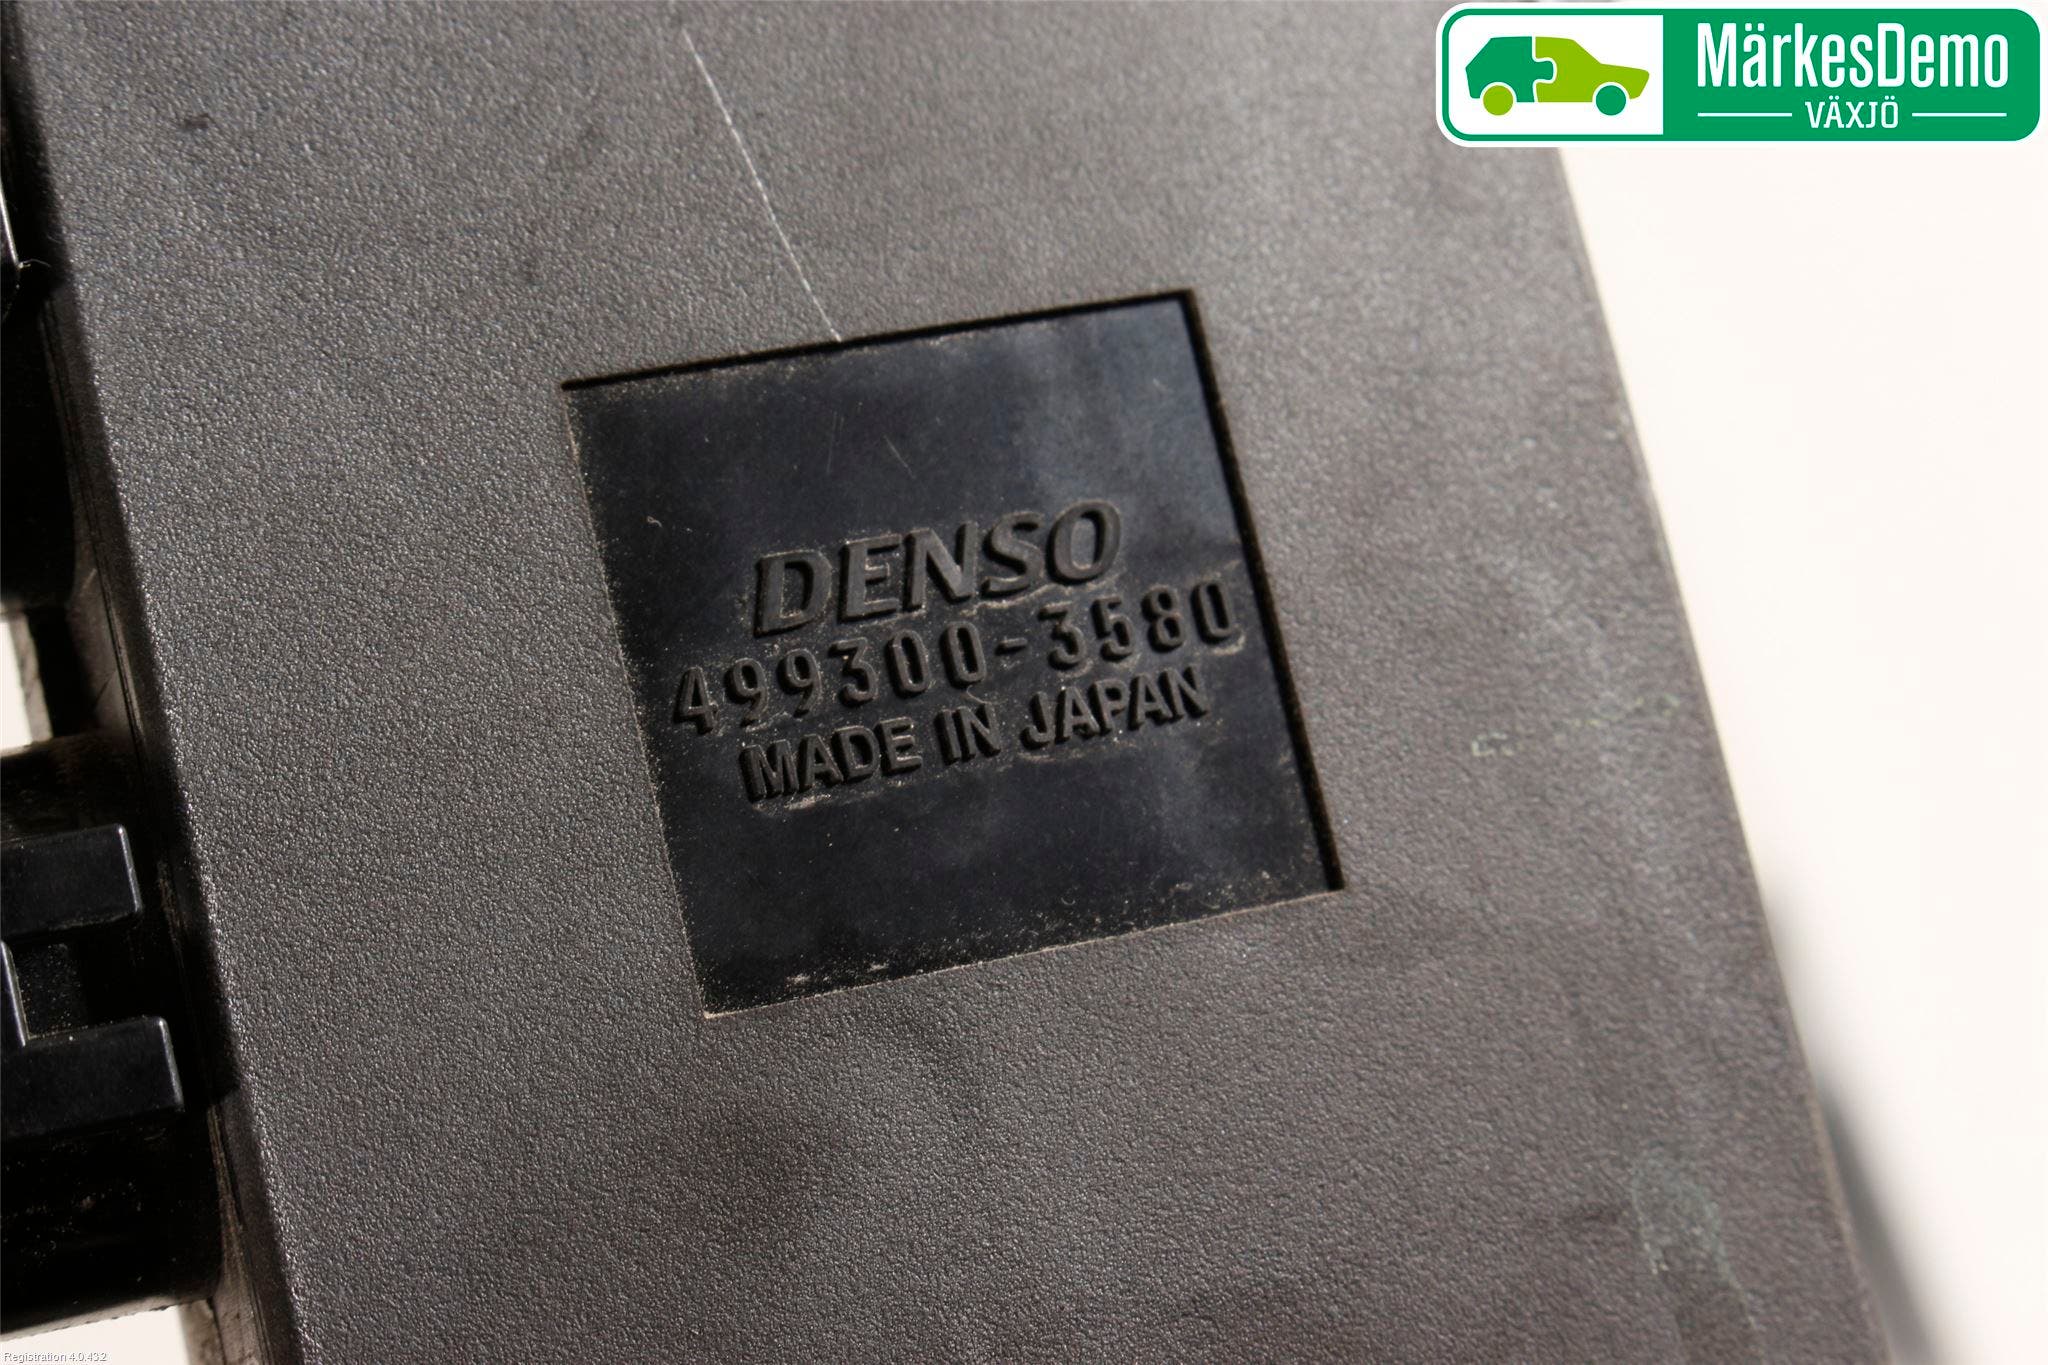 MärkesDemo
VÄXJÖ
DENSO
499300-3580
MADE IN JAPAN
Registration 4.0.432